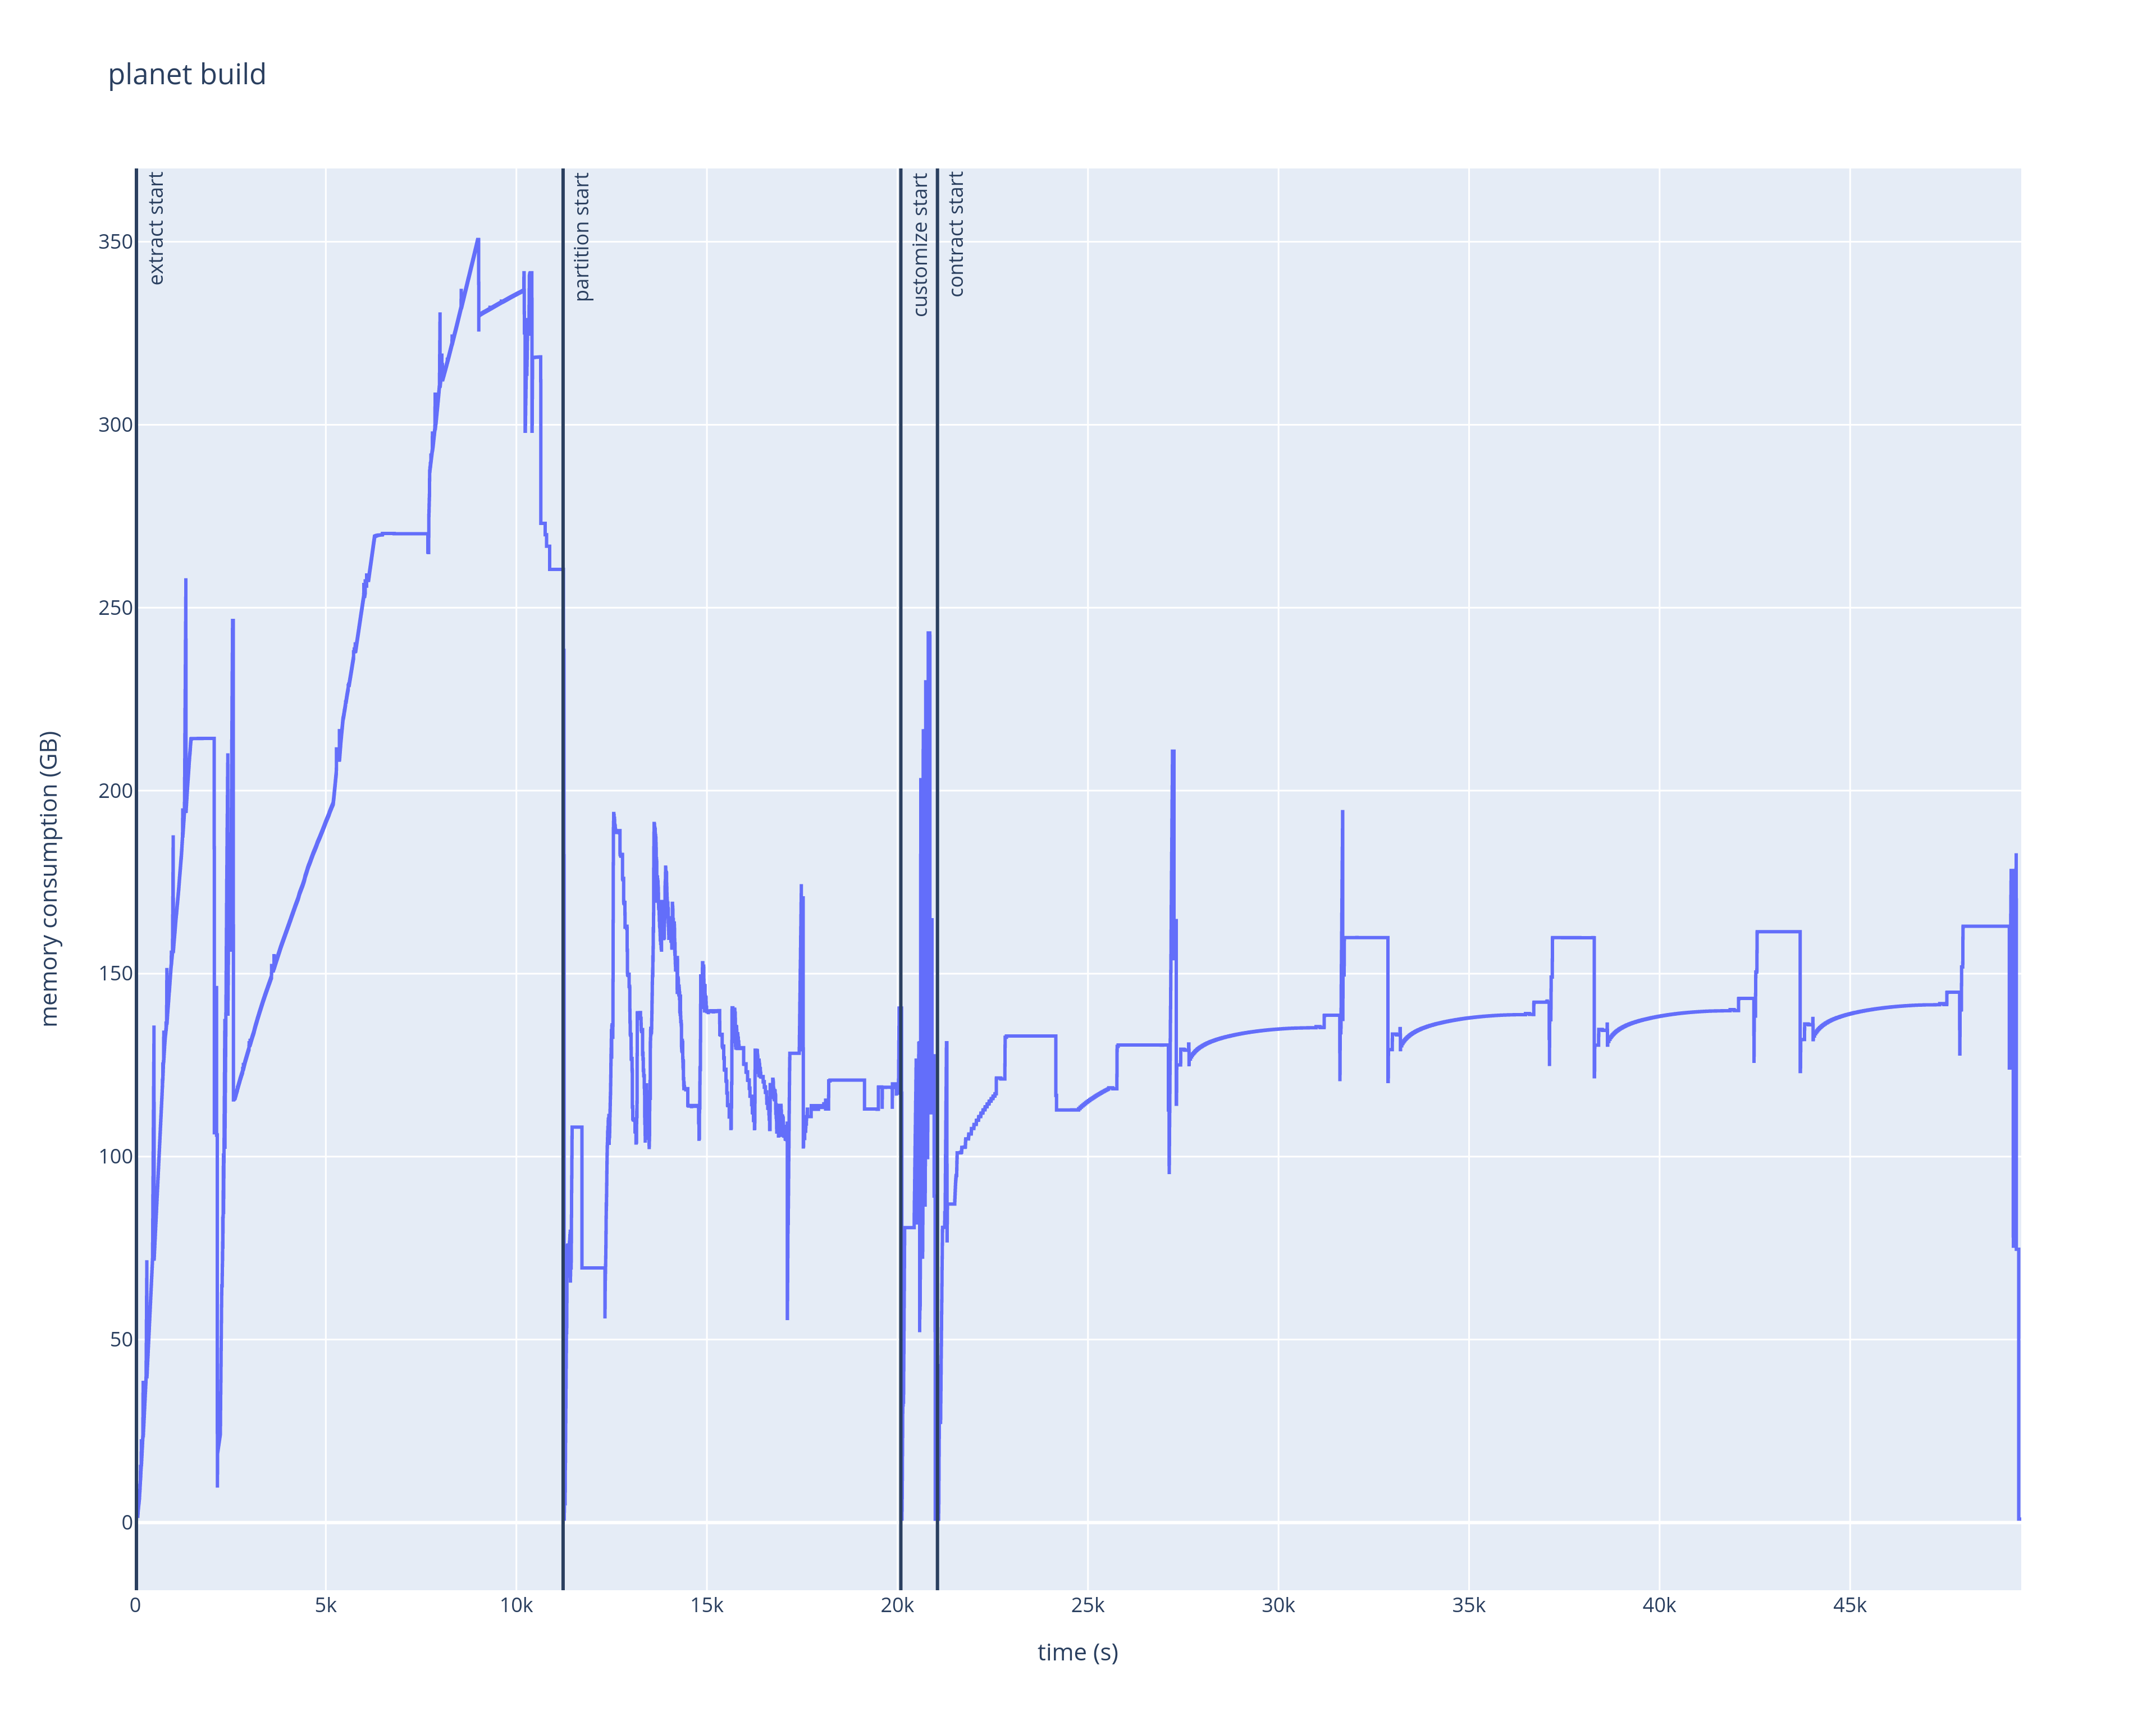 planet build
extract start
partition start
customize start
contract start
350
300
250
200
150
100
50
0
memory consumption (GB)
0 5k 10k 15k 20k 25k 30k 35k 40k 45k
time (s)